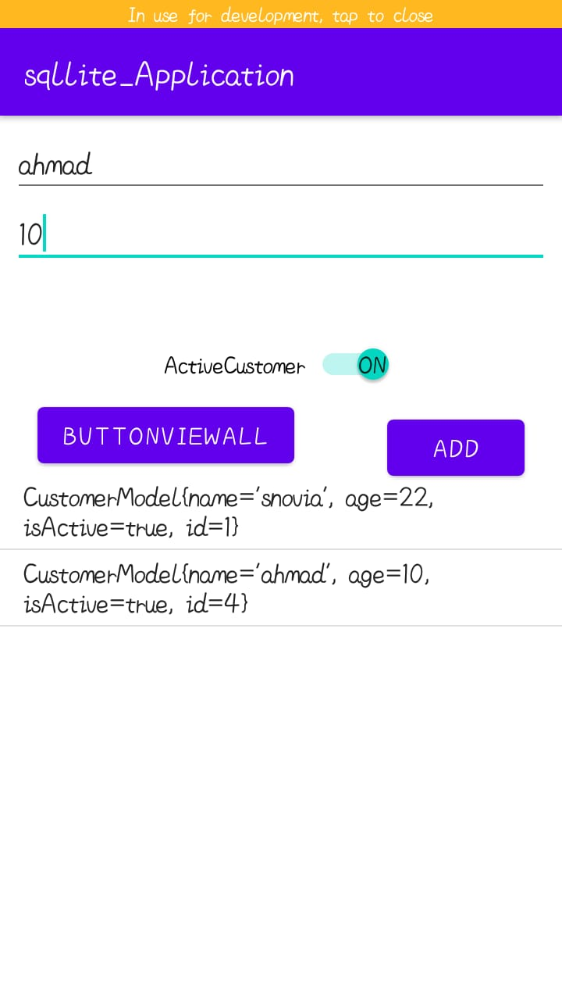 In use for development, tap to close
sqllite_Application
ahmad
10
ActiveCustomer ON
BUTTONVIEWALL
ADD
CustomerModel{name='snovia', age=22,
isActive=true, id=1}
CustomerModel{name='ahmad', age=10,
isActive=true, id=4}